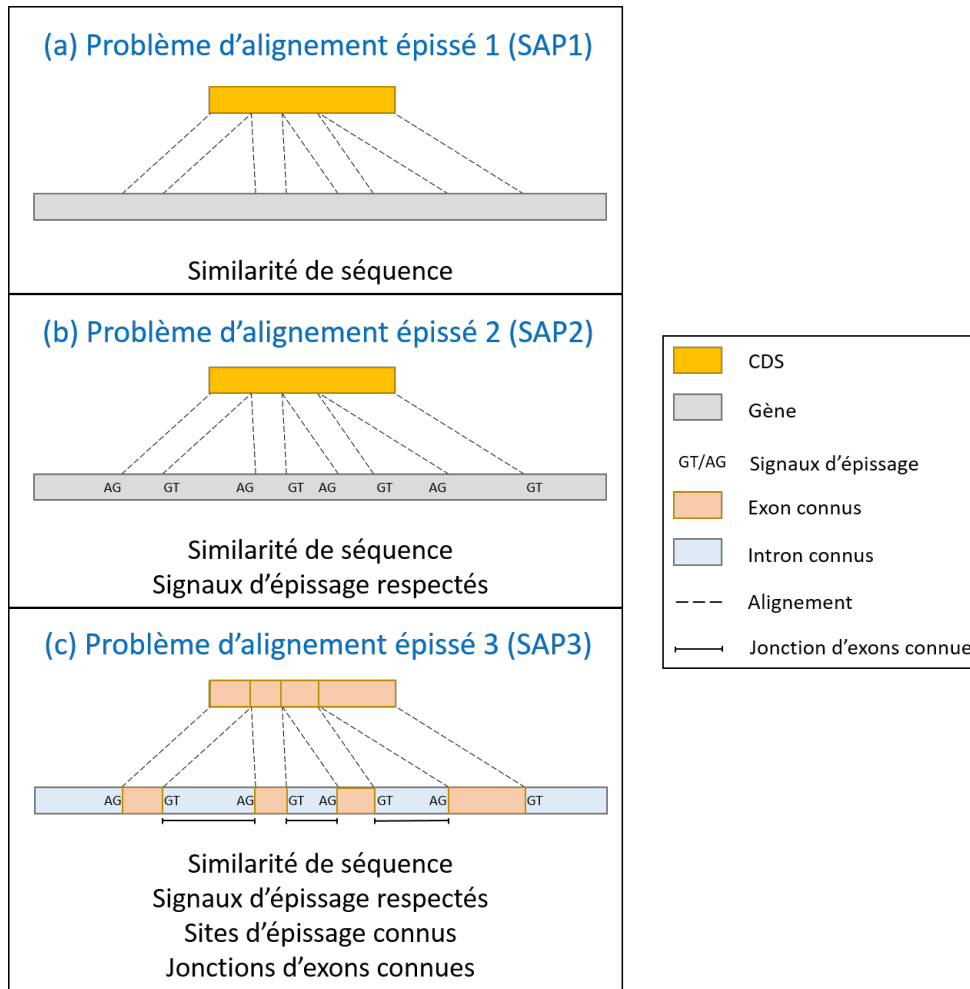 (a) Problème d'alignement épissé 1 (SAP1)
Similarité de séquence
(b) Problème d'alignement épissé 2 (SAP2)
AG GT AG GT AG GT AG GT
Similarité de séquence
Signaux d'épissage respectés
(c) Problème d'alignement épissé 3 (SAP3)
AG GT AG GT AG GT AG GT
Similarité de séquence
Signaux d'épissage respectés
Sites d'épissage connus
Jonctions d'exons connues
CDS
Gène
GT/AG Signaux d'épissage
Exon connus
Intron connus
Alignement
Jonction d'exons connue